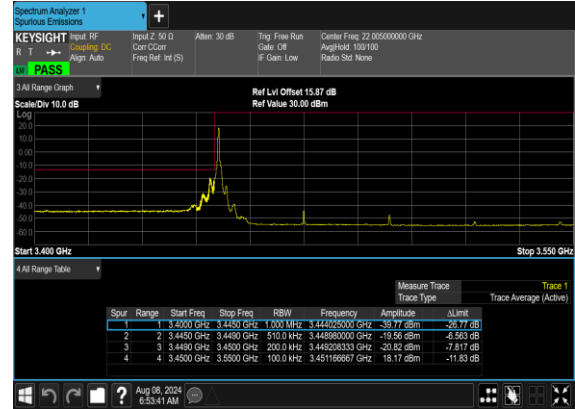 Spectrum Analyzer 1
Spurious Emissions
+
KEYSIGHT Input: RF Input Z: 50 Ω Atten: 30 dB Trig: Free Run Center Freq: 22.005000000 GHz
R T Coupling: DC Corr CCorr Gate: Off Avg|Hold: 100/100
Align: Auto Freq Ref: Int (S) IF Gain: Low Radio Std: None
PASS
3 All Range Graph Ref Lvl Offset 15.87 dB
Scale/Div 10.0 dB Ref Value 30.00 dBm
Log
20.0
10.0
0.00
-10.0
-20.0
-30.0
-40.0
-50.0
-60.0
Start 3.400 GHz Stop 3.550 GHz
4 All Range Table
Measure Trace Trace 1
Trace Type Trace Average (Active)
Spur Range Start Freq Stop Freq RBW Frequency Amplitude ΔLimit
1 1 3.4000 GHz 3.4450 GHz 1.000 MHz 3.444025000 GHz -39.77 dBm -26.77 dB
2 2 3.4450 GHz 3.4490 GHz 510.0 kHz 3.448980000 GHz -19.56 dBm -6.563 dB
3 3 3.4490 GHz 3.4500 GHz 200.0 kHz 3.449208333 GHz -20.82 dBm -7.817 dB
4 4 3.4500 GHz 3.5500 GHz 100.0 kHz 3.451166667 GHz 18.17 dBm -11.83 dB
? Aug 08, 2024
6:53:41 AM